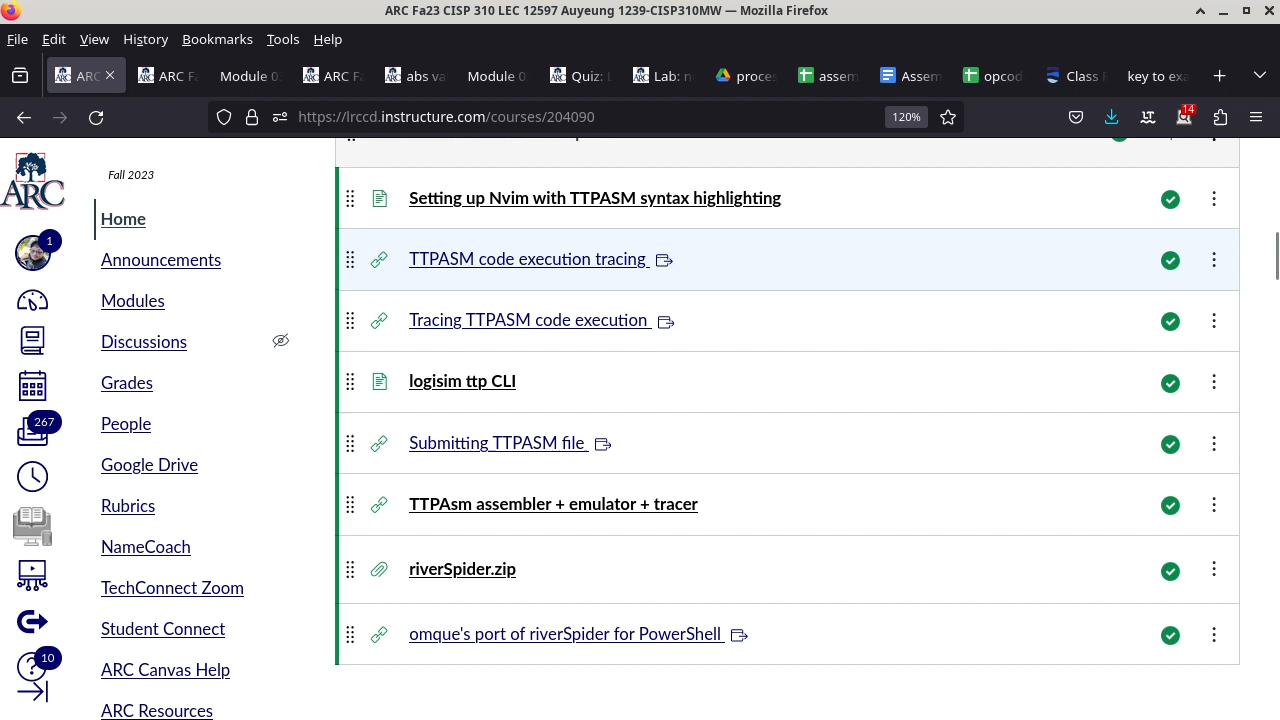 ARC Fa23 CISP 310 LEC 12597 Auyeung 1239-CISP310MW — Mozilla Firefox
File Edit View History Bookmarks Tools Help
ARC ARC Fa Module 0 ARC F abs va Module 0 Quiz: L Lab: n proces assem Assem opcod Class key to exa
https://lrccd.instructure.com/courses/204090 120% 14
ARC
Fall 2023
Home
Announcements
Modules
Discussions
Grades
People
Google Drive
Rubrics
NameCoach
TechConnect Zoom
Student Connect
ARC Canvas Help
ARC Resources
1
267
10
Setting up Nvim with TTPASM syntax highlighting
TTPASM code execution tracing
Tracing TTPASM code execution
logisim ttp CLI
Submitting TTPASM file
TTPAsm assembler + emulator + tracer
riverSpider.zip
omque's port of riverSpider for PowerShell